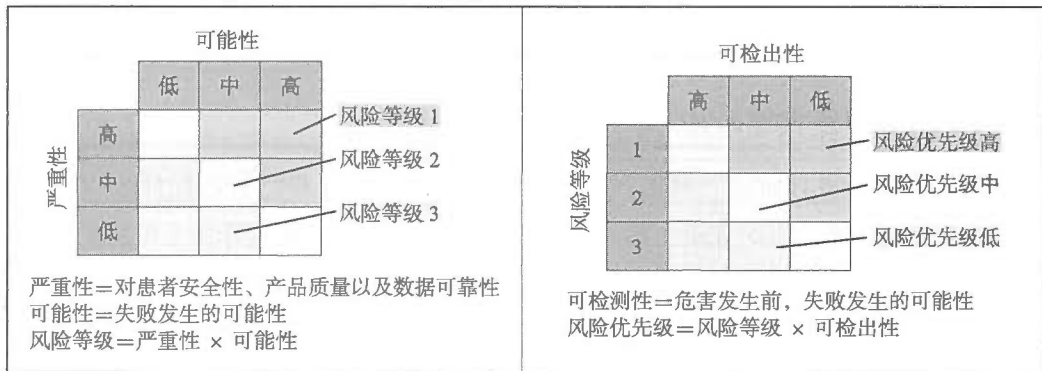 可能性
低 中 高
高 风险等级 1
严重性
中 风险等级 2
低 风险等级 3
严重性=对患者安全性、产品质量以及数据可靠性
可能性=失败发生的可能性
风险等级=严重性 × 可能性
可检出性
高 中 低
1 风险优先级高
风险等级
2 风险优先级中
3 风险优先级低
可检测性=危害发生前，失败发生的可能性
风险优先级=风险等级 × 可检出性